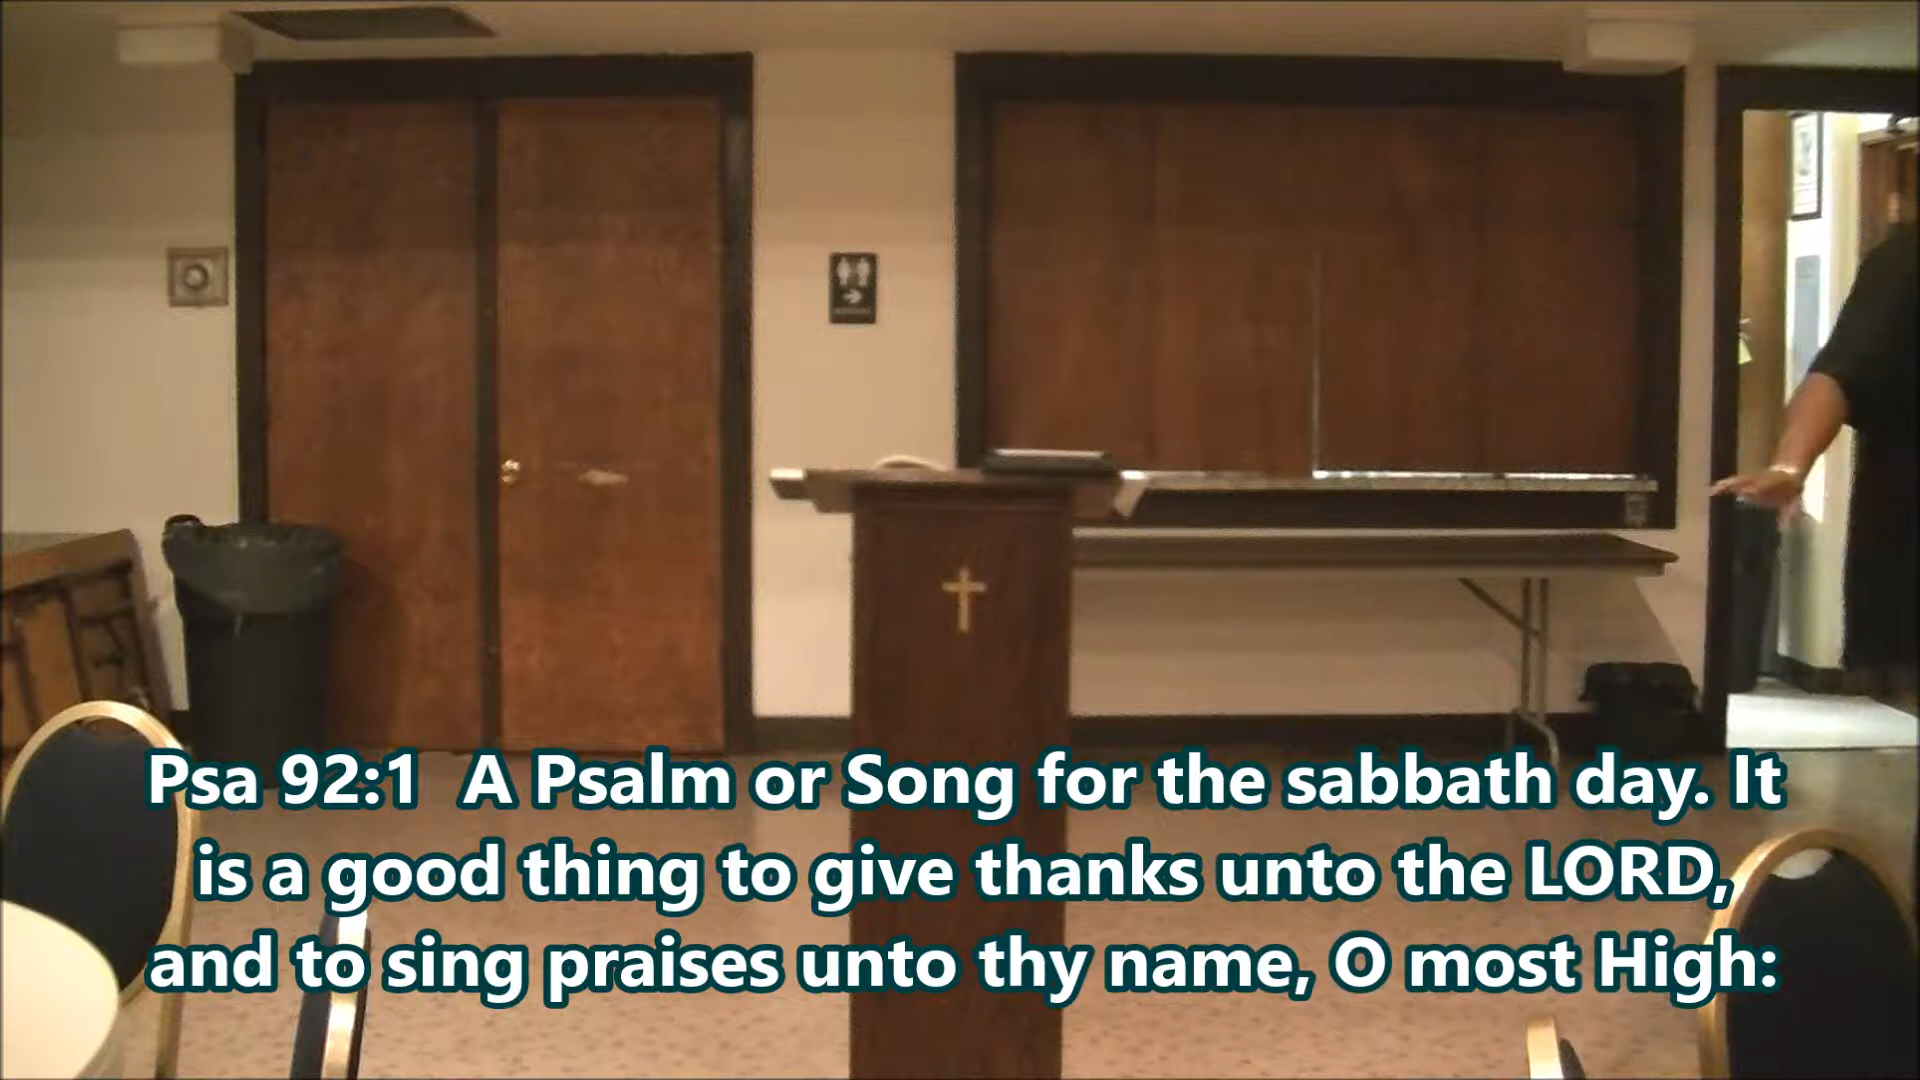 Psa 92:1  A Psalm or Song for the sabbath day. It
is a good thing to give thanks unto the LORD,
and to sing praises unto thy name, O most High: